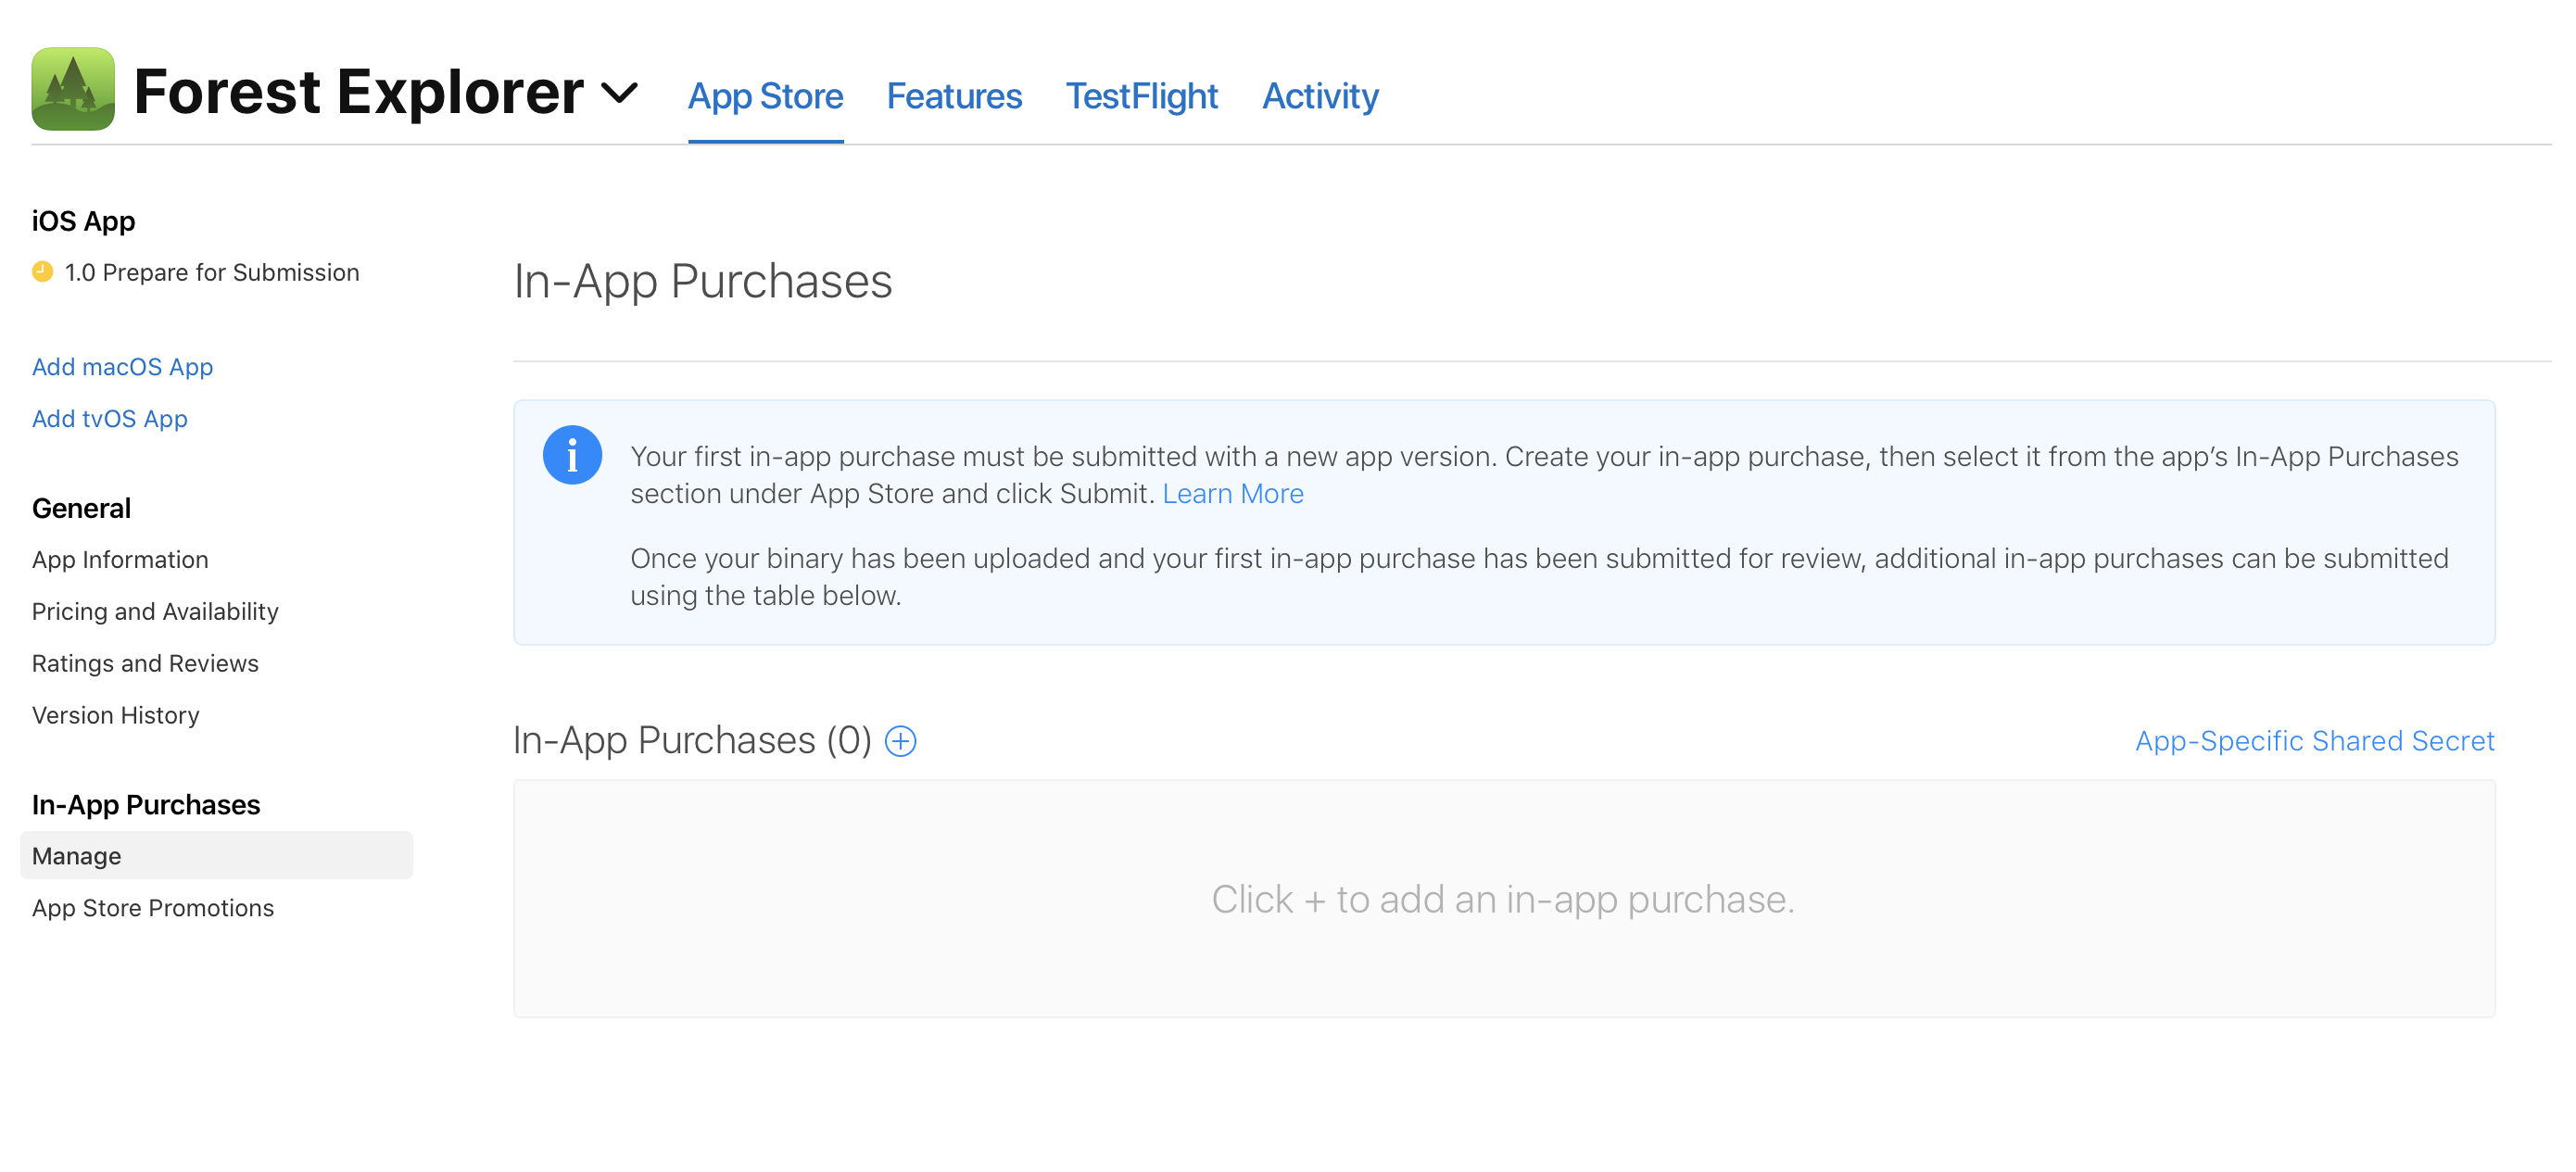 Forest Explorer
App Store
Features
TestFlight
Activity
iOS App
1.0 Prepare for Submission
Add macOS App
Add tvOS App
General
App Information
Pricing and Availability
Ratings and Reviews
Version History
In-App Purchases
Manage
App Store Promotions
In-App Purchases
Your first in-app purchase must be submitted with a new app version. Create your in-app purchase, then select it from the app’s In-App Purchases
section under App Store and click Submit. Learn More
Once your binary has been uploaded and your first in-app purchase has been submitted for review, additional in-app purchases can be submitted
using the table below.
In-App Purchases (0)
App-Specific Shared Secret
Click + to add an in-app purchase.